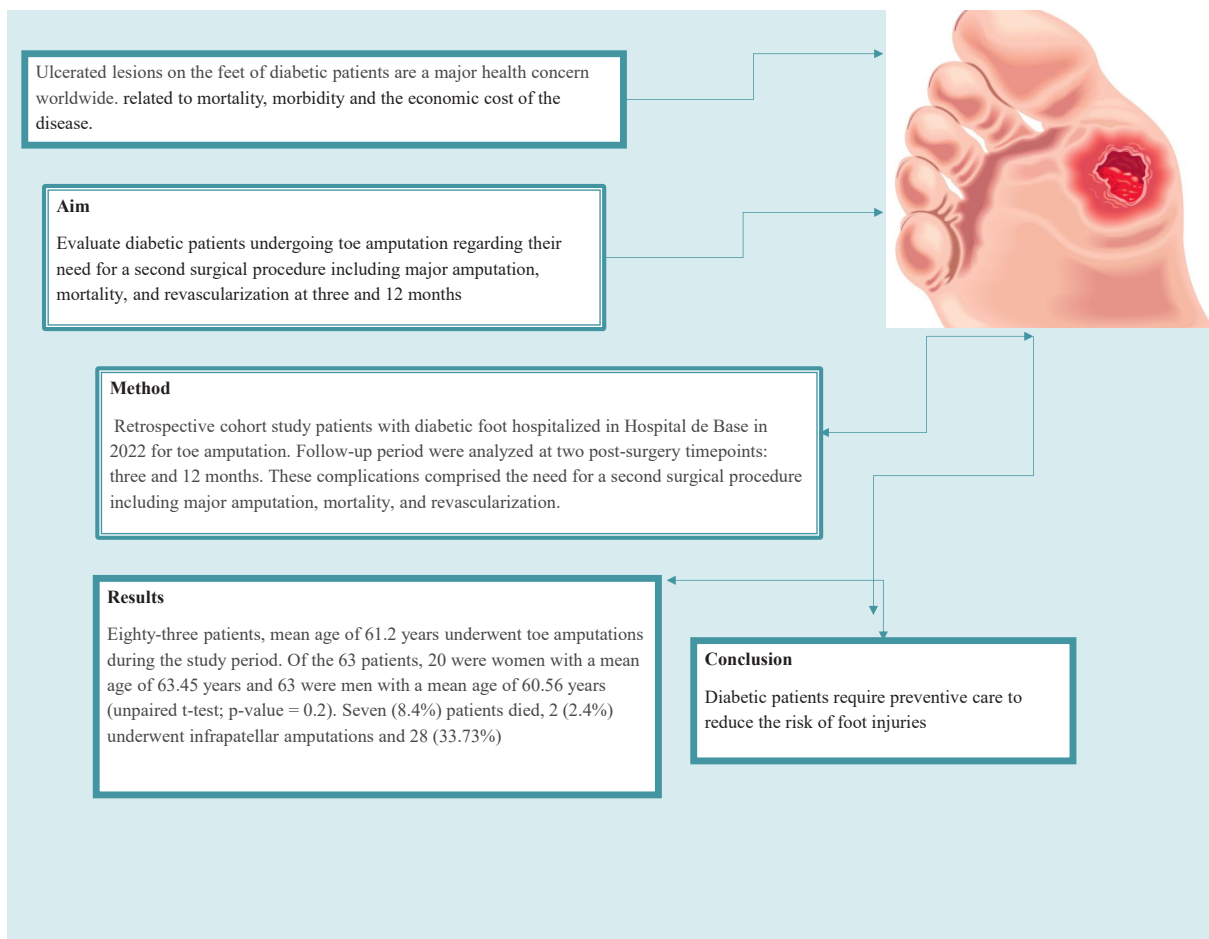 Ulcerated lesions on the feet of diabetic patients are a major health concern
worldwide. related to mortality, morbidity and the economic cost of the
disease.
Aim
Evaluate diabetic patients undergoing toe amputation regarding their
need for a second surgical procedure including major amputation,
mortality, and revascularization at three and 12 months
Method
Retrospective cohort study patients with diabetic foot hospitalized in Hospital de Base in
2022 for toe amputation. Follow-up period were analyzed at two post-surgery timepoints:
three and 12 months. These complications comprised the need for a second surgical procedure
including major amputation, mortality, and revascularization.
Results
Eighty-three patients, mean age of 61.2 years underwent toe amputations
during the study period. Of the 63 patients, 20 were women with a mean
age of 63.45 years and 63 were men with a mean age of 60.56 years
(unpaired t-test; p-value = 0.2). Seven (8.4%) patients died, 2 (2.4%)
underwent infrapatellar amputations and 28 (33.73%)
Conclusion
Diabetic patients require preventive care to
reduce the risk of foot injuries